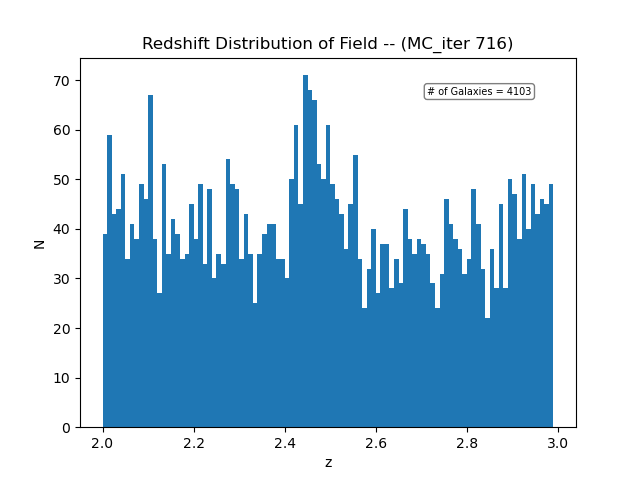 Redshift Distribution of Field -- (MC_iter 716)
# of Galaxies = 4103
70
60
50
40
30
20
10
0
N
2.0 2.2 2.4 2.6 2.8 3.0
z